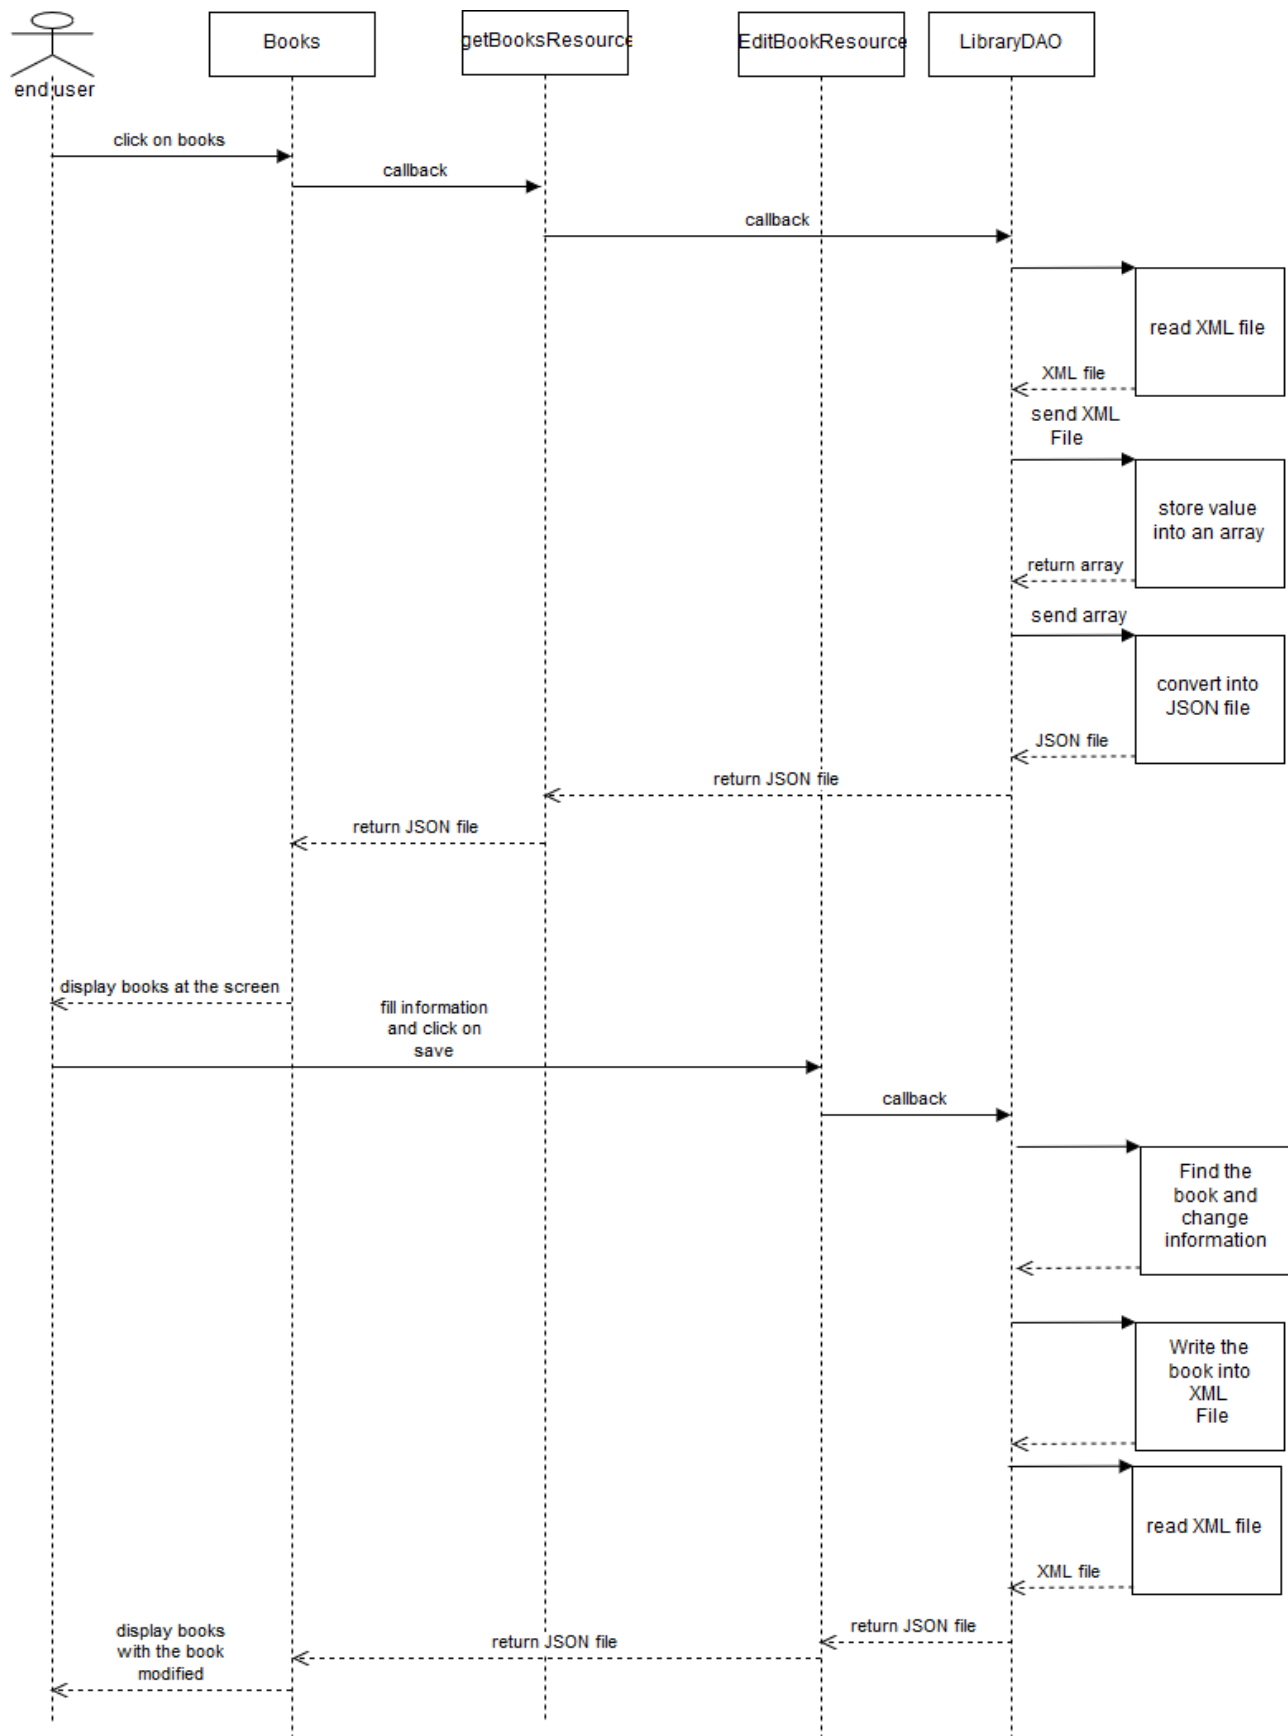 end user
Books
getBooksResource
EditBookResource
LibraryDAO
click on books
callback
callback
read XML file
XML file
send XML
File
store value
into an array
return array
send array
convert into
JSON file
JSON file
return JSON file
return JSON file
display books at the screen
fill information
and click on
save
callback
Find the
book and
change
information
Write the
book into
XML
File
read XML file
XML file
return JSON file
return JSON file
display books
with the book
modified